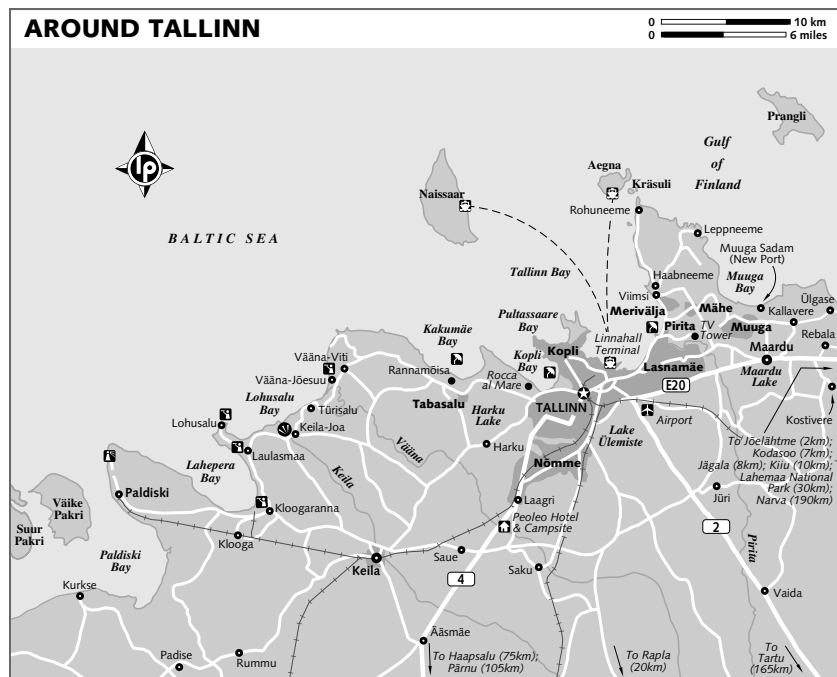 AROUND TALLINN
0 10 km
0 6 miles
lp
Prangli
Gulf
of
Finland
Aegna
Kräsuli
Naissaar
Rohuneeme
Leppneeme
BALTIC SEA
Muuga Sadam
(New Port)
Tallinn Bay
Haabneeme
Muuga
Bay
Viimsi
Ülgase
Merivälja
Mähe
Kallavere
Pultassaare
Bay
Kakumäe
Bay
Linnahall
Terminal
Pirita
TV
Tower
Muuga
Rebala
Kopli
Kopli
Bay
Maardu
Vääna-Viti
Rannamõisa
Rocca
al Mare
Lasnamäe
Maardu
Lake
Vääna-Jõesuu
E20
Lohusalu
Bay
Tabasalu
Harku
Lake
TALLINN
Kostivere
Türisalu
Airport
Lohusalu
Keila-Joa
Lake
Ülemiste
Harku
Vääna
Laulasmaa
Nõmme
To Jõelähtme (2km);
Kodasoo (7km);
Jägala (8km); Kiiu (10km);
Lahemaa National
Park (30km);
Narva (190km)
Lahepera
Bay
Keila
Paldiski
Väike
Pakri
Kloogaranna
Laagri
Jüri
Suur
Pakri
Peoleo Hotel
& Campsite
2
Klooga
Paldiski
Bay
Pirita
Saue
Keila
4
Saku
Kurkse
Vaida
Ääsmäe
Padise
Rummu
To Haapsalu (75km);
Pärnu (105km)
To Rapla
(20km)
To
Tartu
(165km)